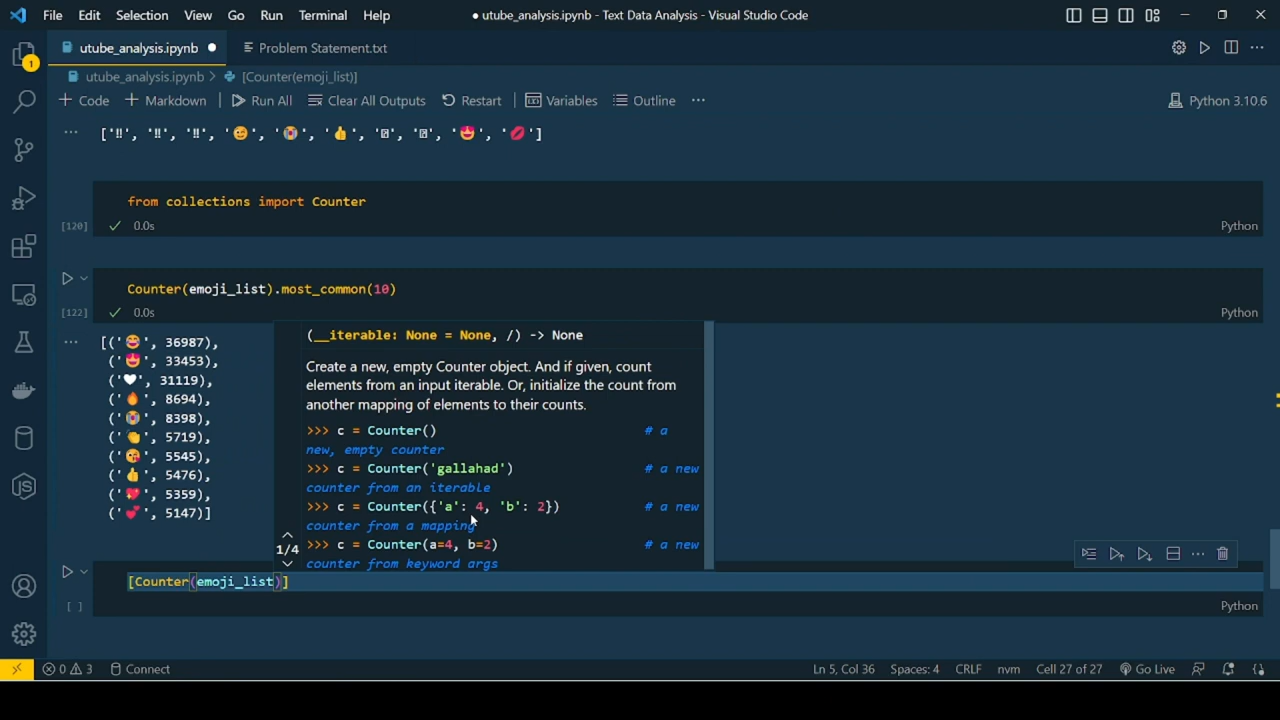 File Edit Selection View Go Run Terminal Help ● utube_analysis.ipynb - Text Data Analysis - Visual Studio Code
utube_analysis.ipynb ● Problem Statement.txt
utube_analysis.ipynb > [Counter(emoji_list)]
+ Code + Markdown Run All Clear All Outputs Restart Variables Outline ··· Python 3.10.6
1
··· ['‼', '‼', '‼', '😉', '😭', '👍', '�', '�', '😍', '💋']
from collections import Counter
[120] ✓ 0.0s Python
Counter(emoji_list).most_common(10)
[122] ✓ 0.0s Python
··· [('😂', 36987),
('😍', 33453),
('❤', 31119),
('🔥', 8694),
('😭', 8398),
('👏', 5719),
('😘', 5545),
('👍', 5476),
('💖', 5359),
('💕', 5147)]
(__iterable: None = None, /) -> None
Create a new, empty Counter object. And if given, count
elements from an input iterable. Or, initialize the count from
another mapping of elements to their counts.
>>> c = Counter() # a
new, empty counter
>>> c = Counter('gallahad') # a new
counter from an iterable
>>> c = Counter({'a': 4, 'b': 2}) # a new
counter from a mapping
1/4
>>> c = Counter(a=4, b=2) # a new
counter from keyword args
[Counter(emoji_list)]
[ ] Python
0 3 Connect Ln 5, Col 36 Spaces: 4 CRLF nvm Cell 27 of 27 Go Live